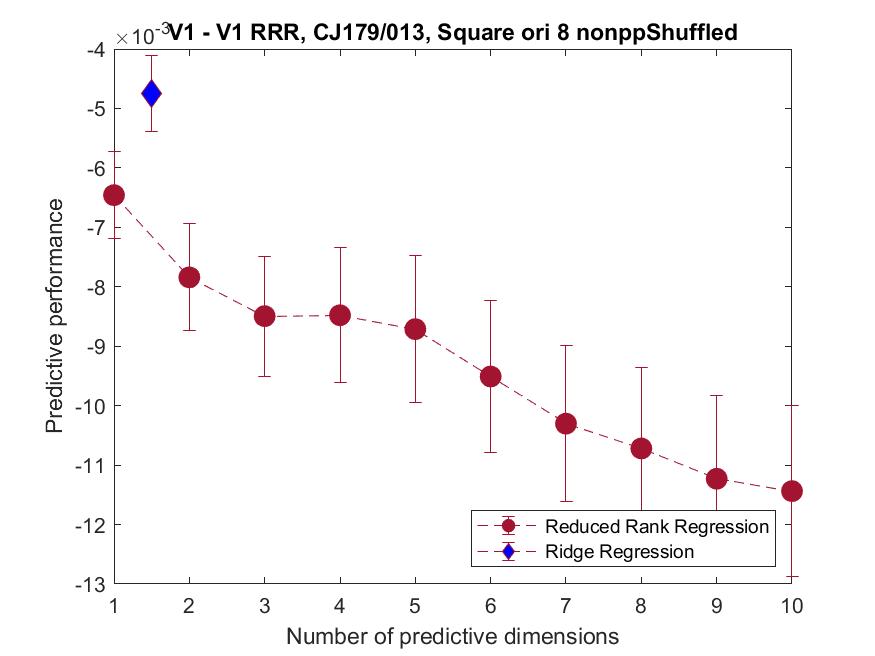 ×10-3
V1 - V1 RRR, CJ179/013, Square ori 8 nonppShuffled
-4
-5
-6
-7
-8
-9
-10
-11
-12
-13
Predictive performance
Reduced Rank Regression
Ridge Regression
1 2 3 4 5 6 7 8 9 10
Number of predictive dimensions